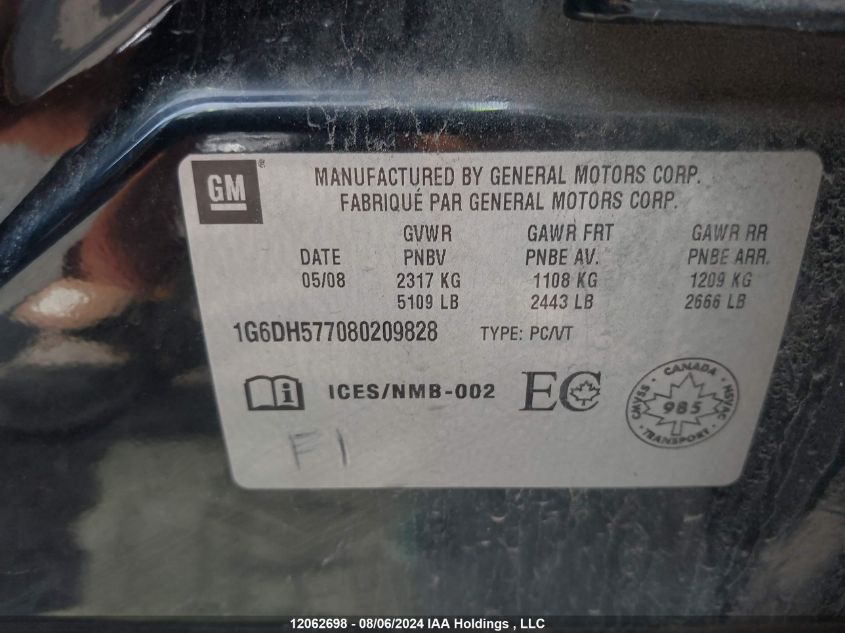 GM
MANUFACTURED BY GENERAL MOTORS CORP.
FABRIQUÉ PAR GENERAL MOTORS CORP.
GVWR GAWR FRT GAWR RR
DATE PNBV PNBE AV. PNBE ARR.
05/08 2317 KG 1108 KG 1209 KG
5109 LB 2443 LB 2666 LB
1G6DH577080209828 TYPE: PC/VT
i ICES/NMB-002 EC
CANADA
CMVSS 985 NSVAC
TRANSPORT
F1
12062698 - 08/06/2024 IAA Holdings , LLC